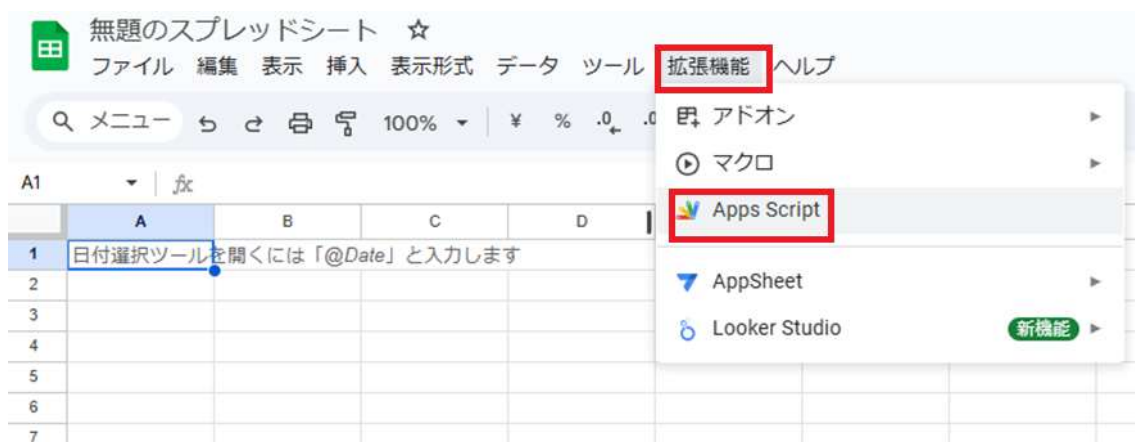 無題のスプレッドシート
ファイル 編集 表示 挿入 表示形式 データ ツール 拡張機能 ヘルプ
メニュー 100% ¥ % .0 .0
アドオン
マクロ
Apps Script
AppSheet
Looker Studio 新機能
A1 fx
A B C D
1 日付選択ツールを開くには「@Date」と入力します
2
3
4
5
6
7